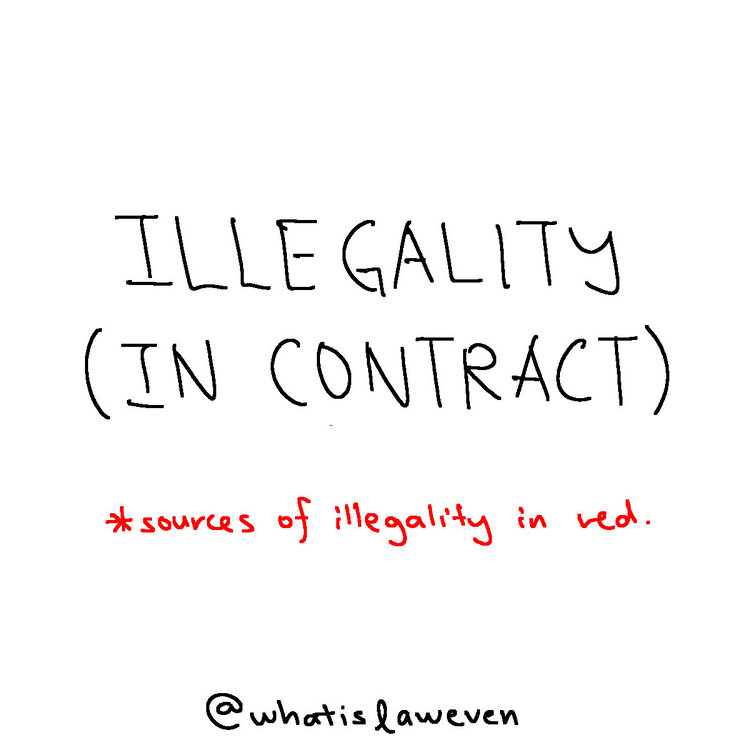 ILLEGALITY
(IN CONTRACT)
*sources of illegality in red.
@whatislaweven